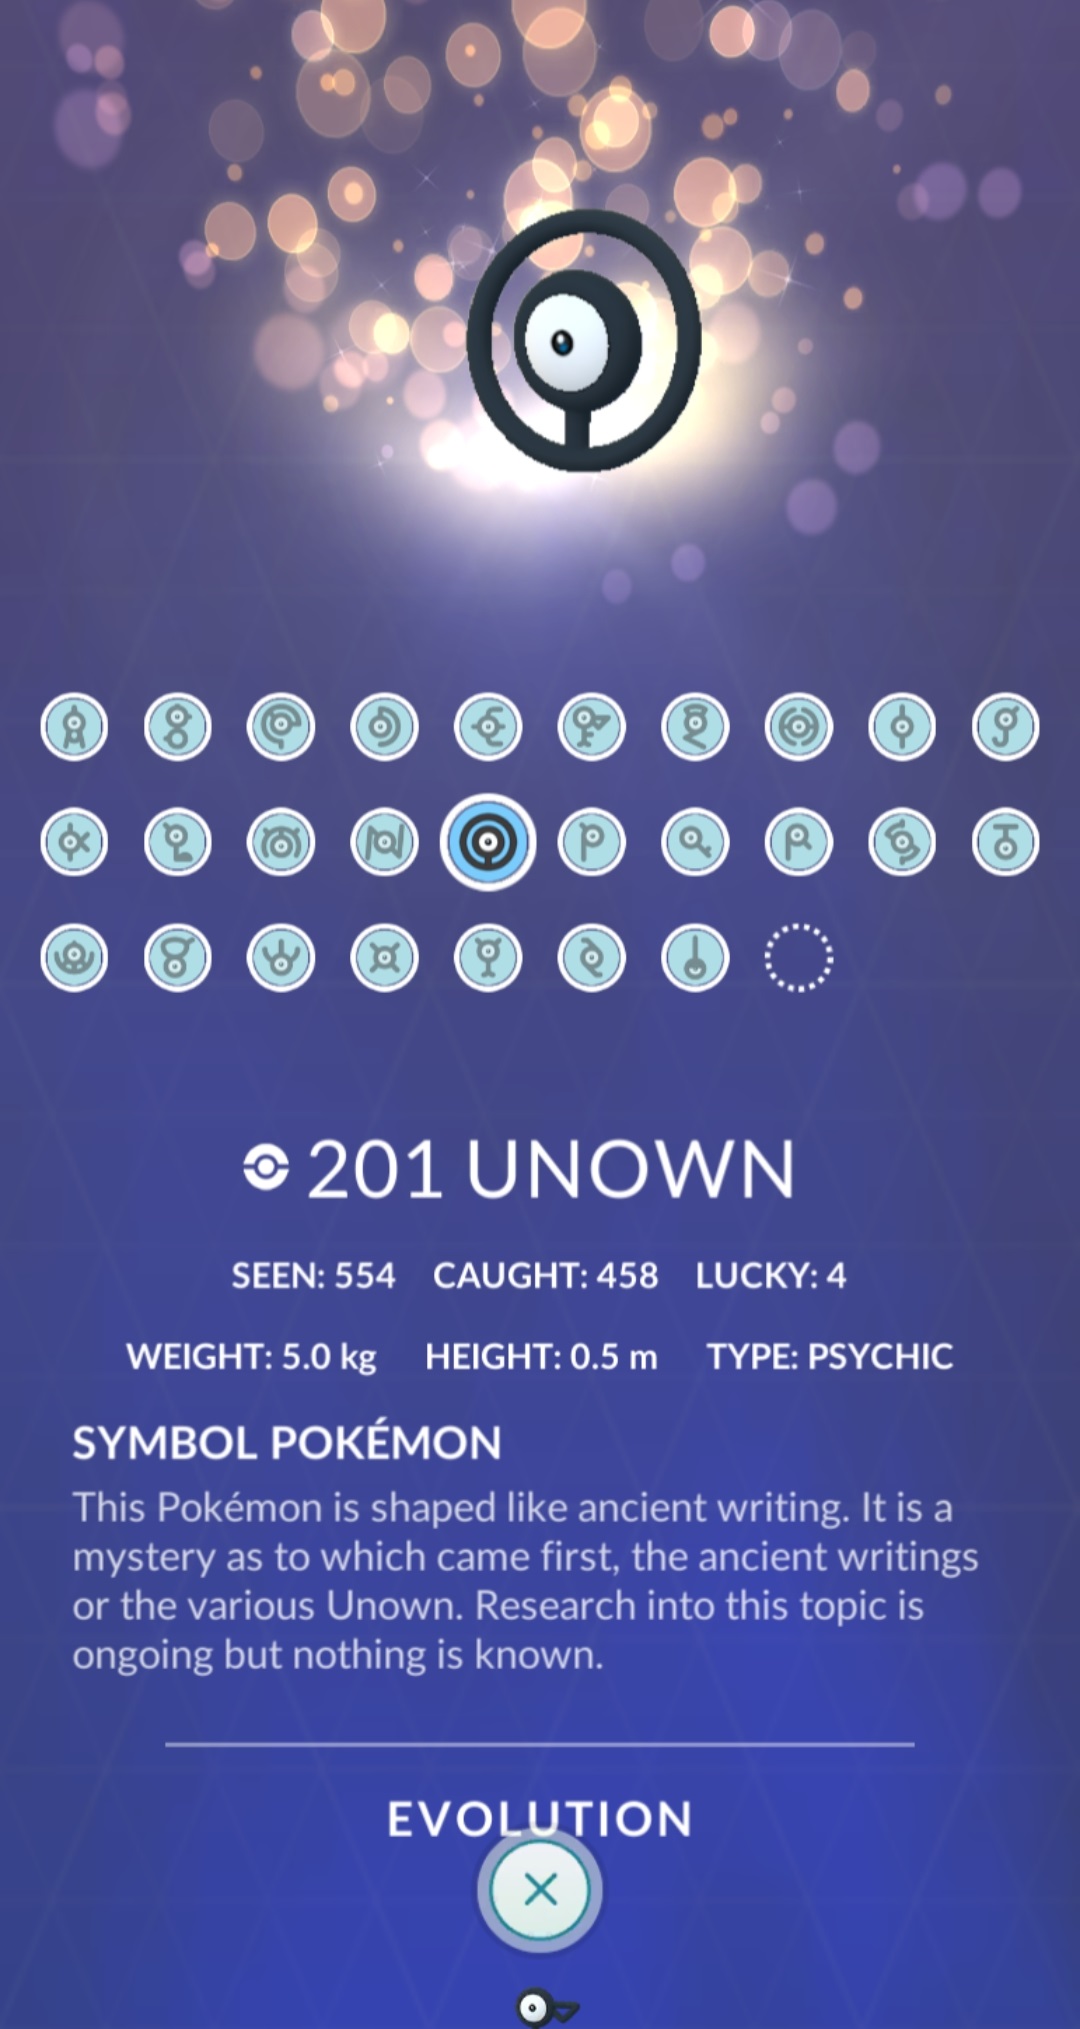 201 UNOWN
SEEN: 554 CAUGHT: 458 LUCKY: 4
WEIGHT: 5.0 kg HEIGHT: 0.5 m TYPE: PSYCHIC
SYMBOL POKÉMON
This Pokémon is shaped like ancient writing. It is a
mystery as to which came first, the ancient writings
or the various Unown. Research into this topic is
ongoing but nothing is known.
EVOLUTION